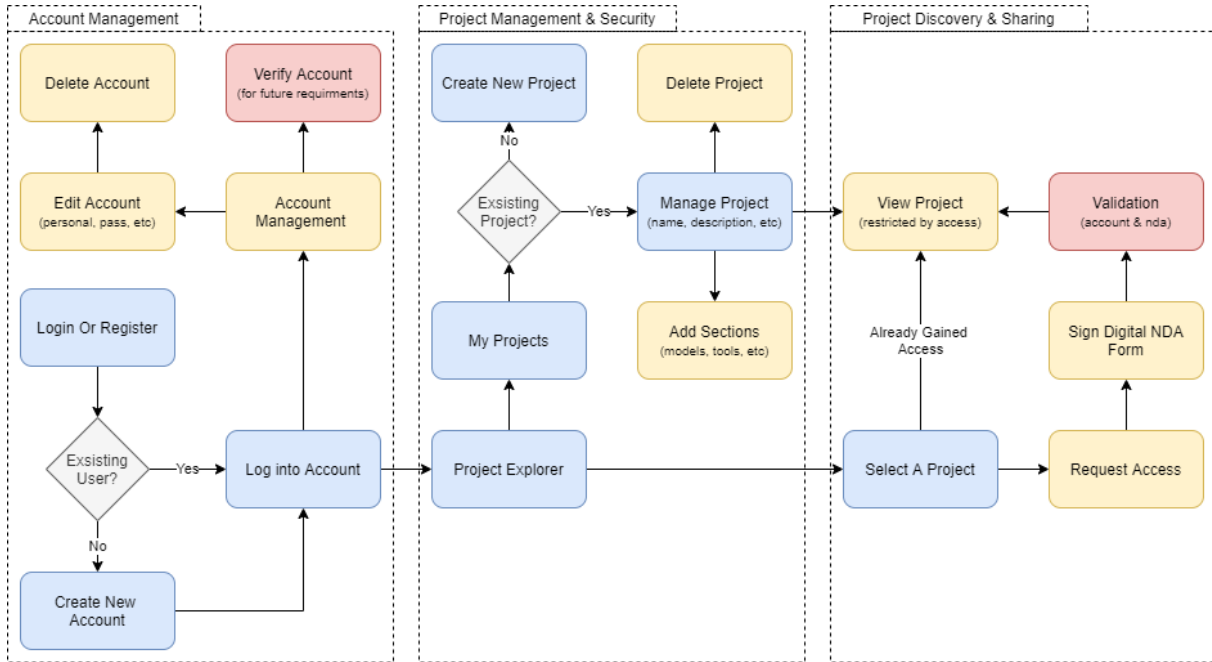 Account Management
Delete Account
Verify Account
(for future requirments)
Edit Account
(personal, pass, etc)
Account
Management
Login Or Register
Exsisting
User?
Yes
Log into Account
No
Create New
Account
Project Management & Security
Create New Project
Delete Project
No
Exsisting
Project?
Yes
Manage Project
(name, description, etc)
My Projects
Add Sections
(models, tools, etc)
Project Explorer
Project Discovery & Sharing
View Project
(restricted by access)
Validation
(account & nda)
Already Gained
Access
Sign Digital NDA
Form
Select A Project
Request Access